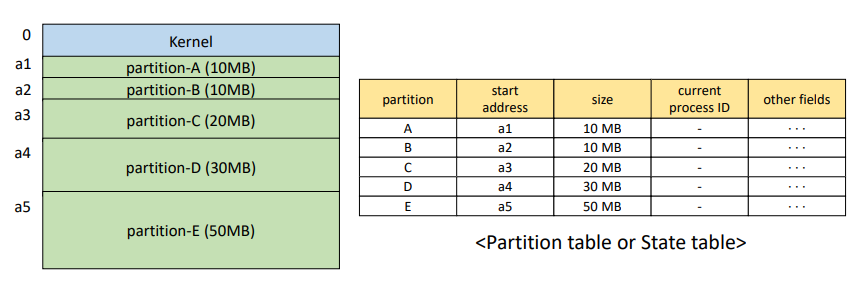 0
Kernel
a1
partition-A (10MB)
a2
partition-B (10MB)
a3
partition-C (20MB)
a4
partition-D (30MB)
a5
partition-E (50MB)
partition start address size current process ID other fields
A a1 10 MB - ···
B a2 10 MB - ···
C a3 20 MB - ···
D a4 30 MB - ···
E a5 50 MB - ···
<Partition table or State table>